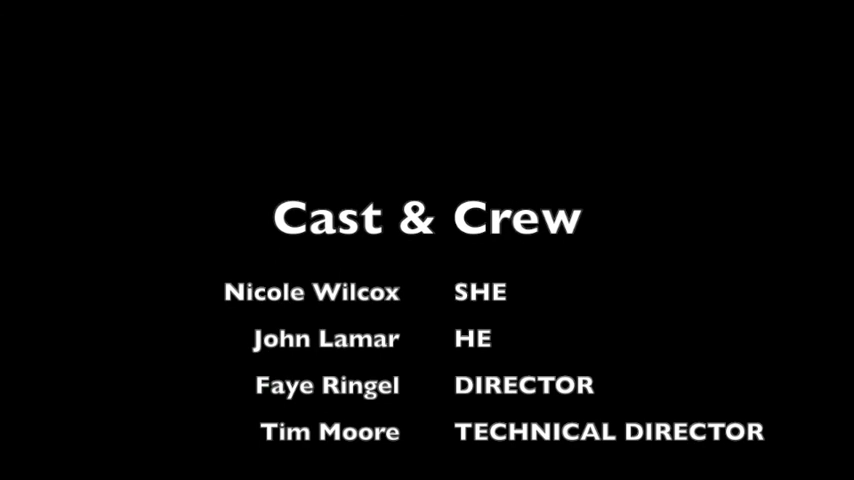 Cast & Crew
Nicole Wilcox SHE
John Lamar HE
Faye Ringel DIRECTOR
Tim Moore TECHNICAL DIRECTOR